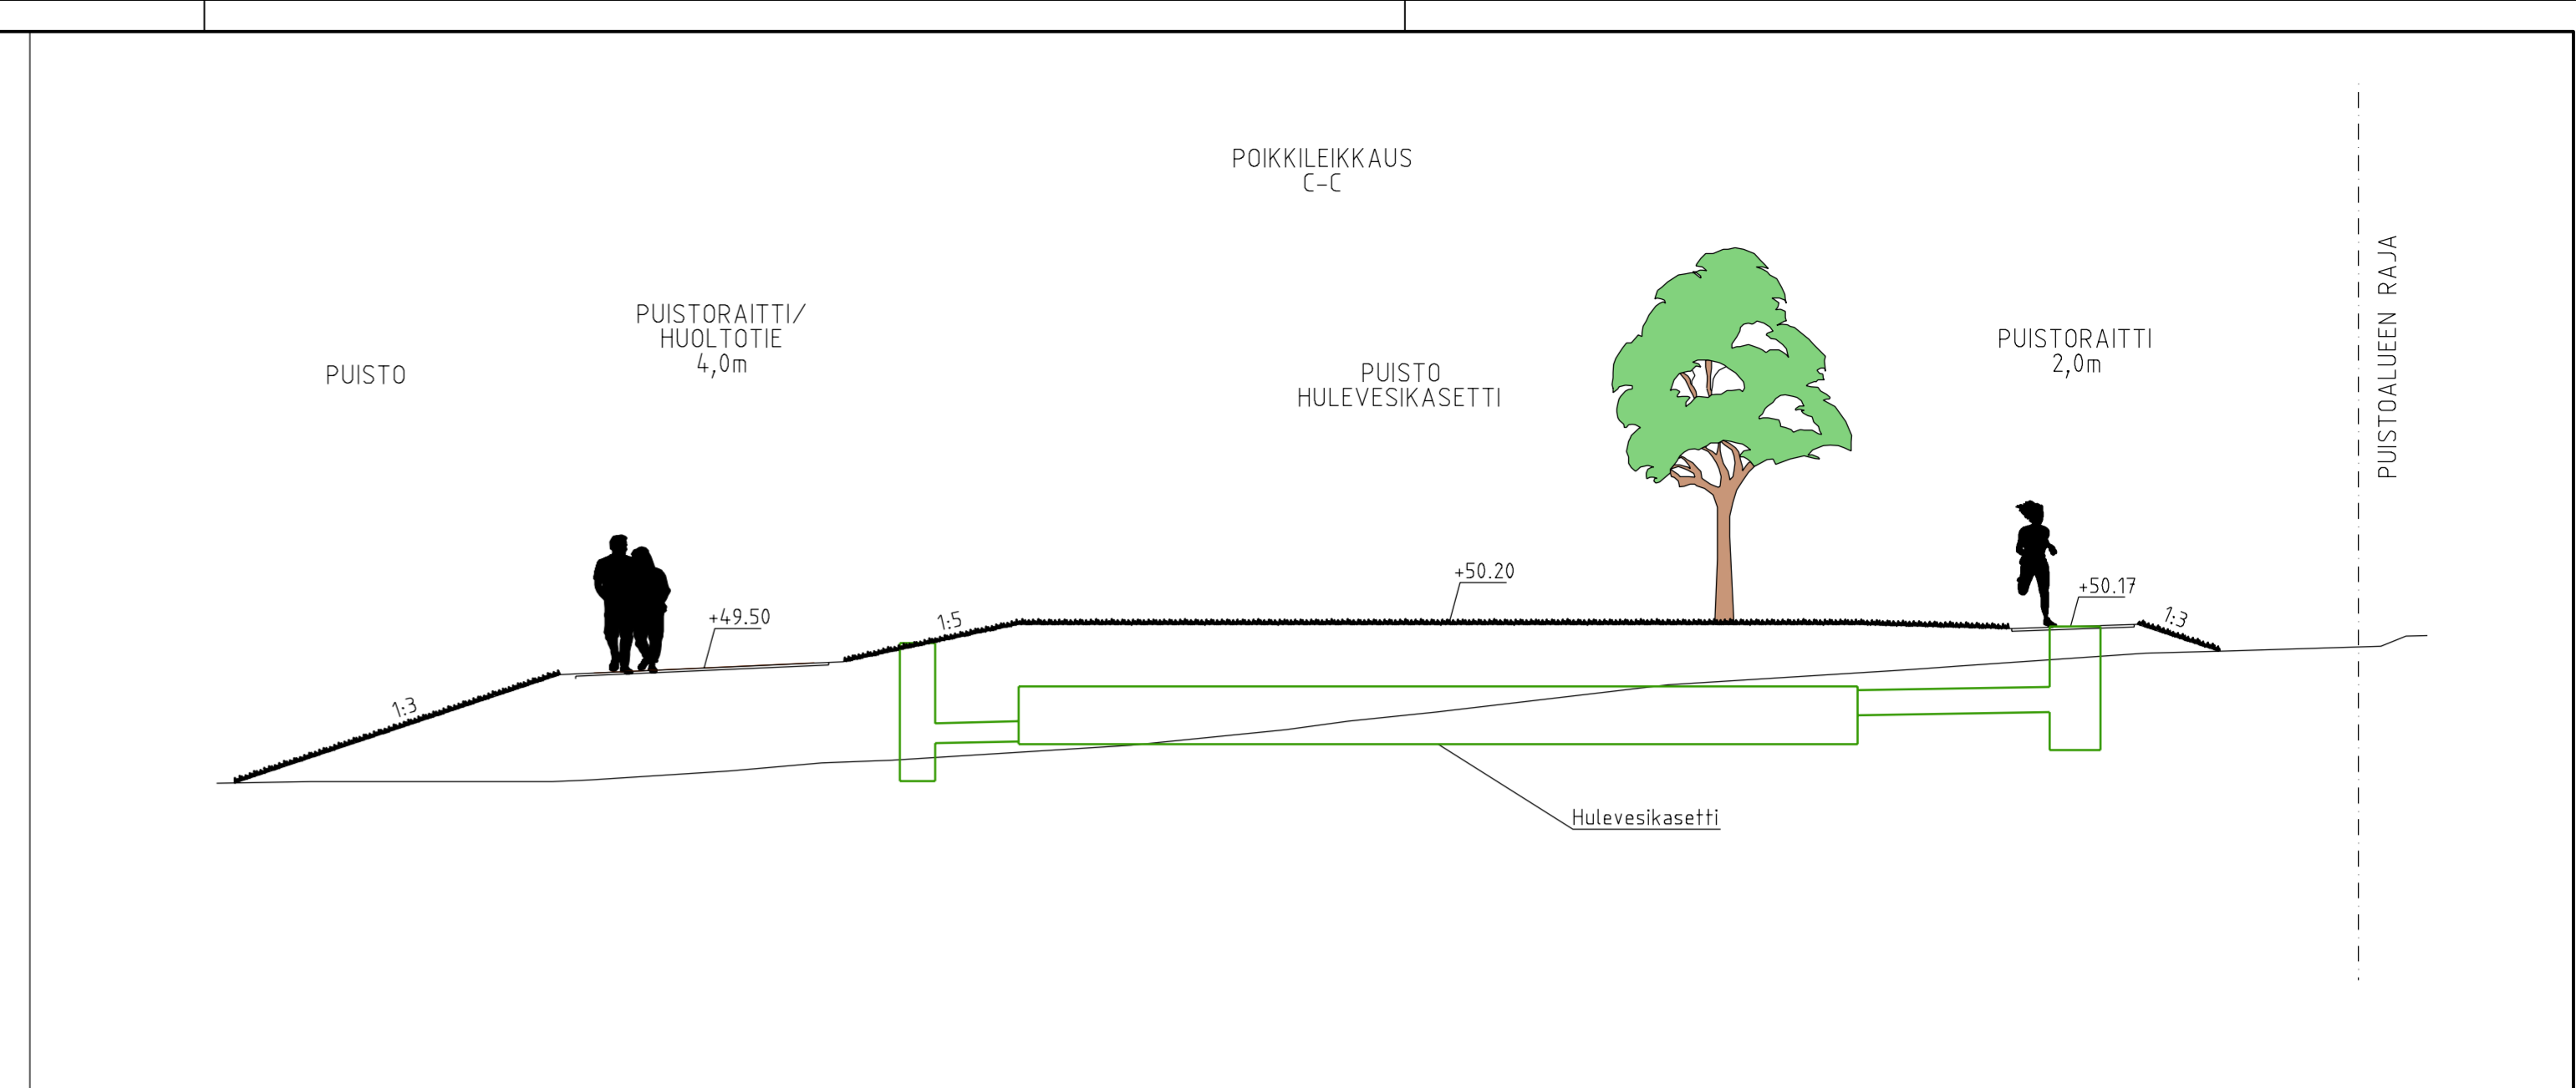 POIKKILEIKKAUS
C-C
PUISTO
PUISTORAITTI/
HUOLTOTIE
4,0m
PUISTO
HULEVESIKASETTI
PUISTORAITTI
2,0m
PUISTOALUEEN RAJA
1:3
+49.50
1:5
+50.20
+50.17
1:3
Hulevesikasetti